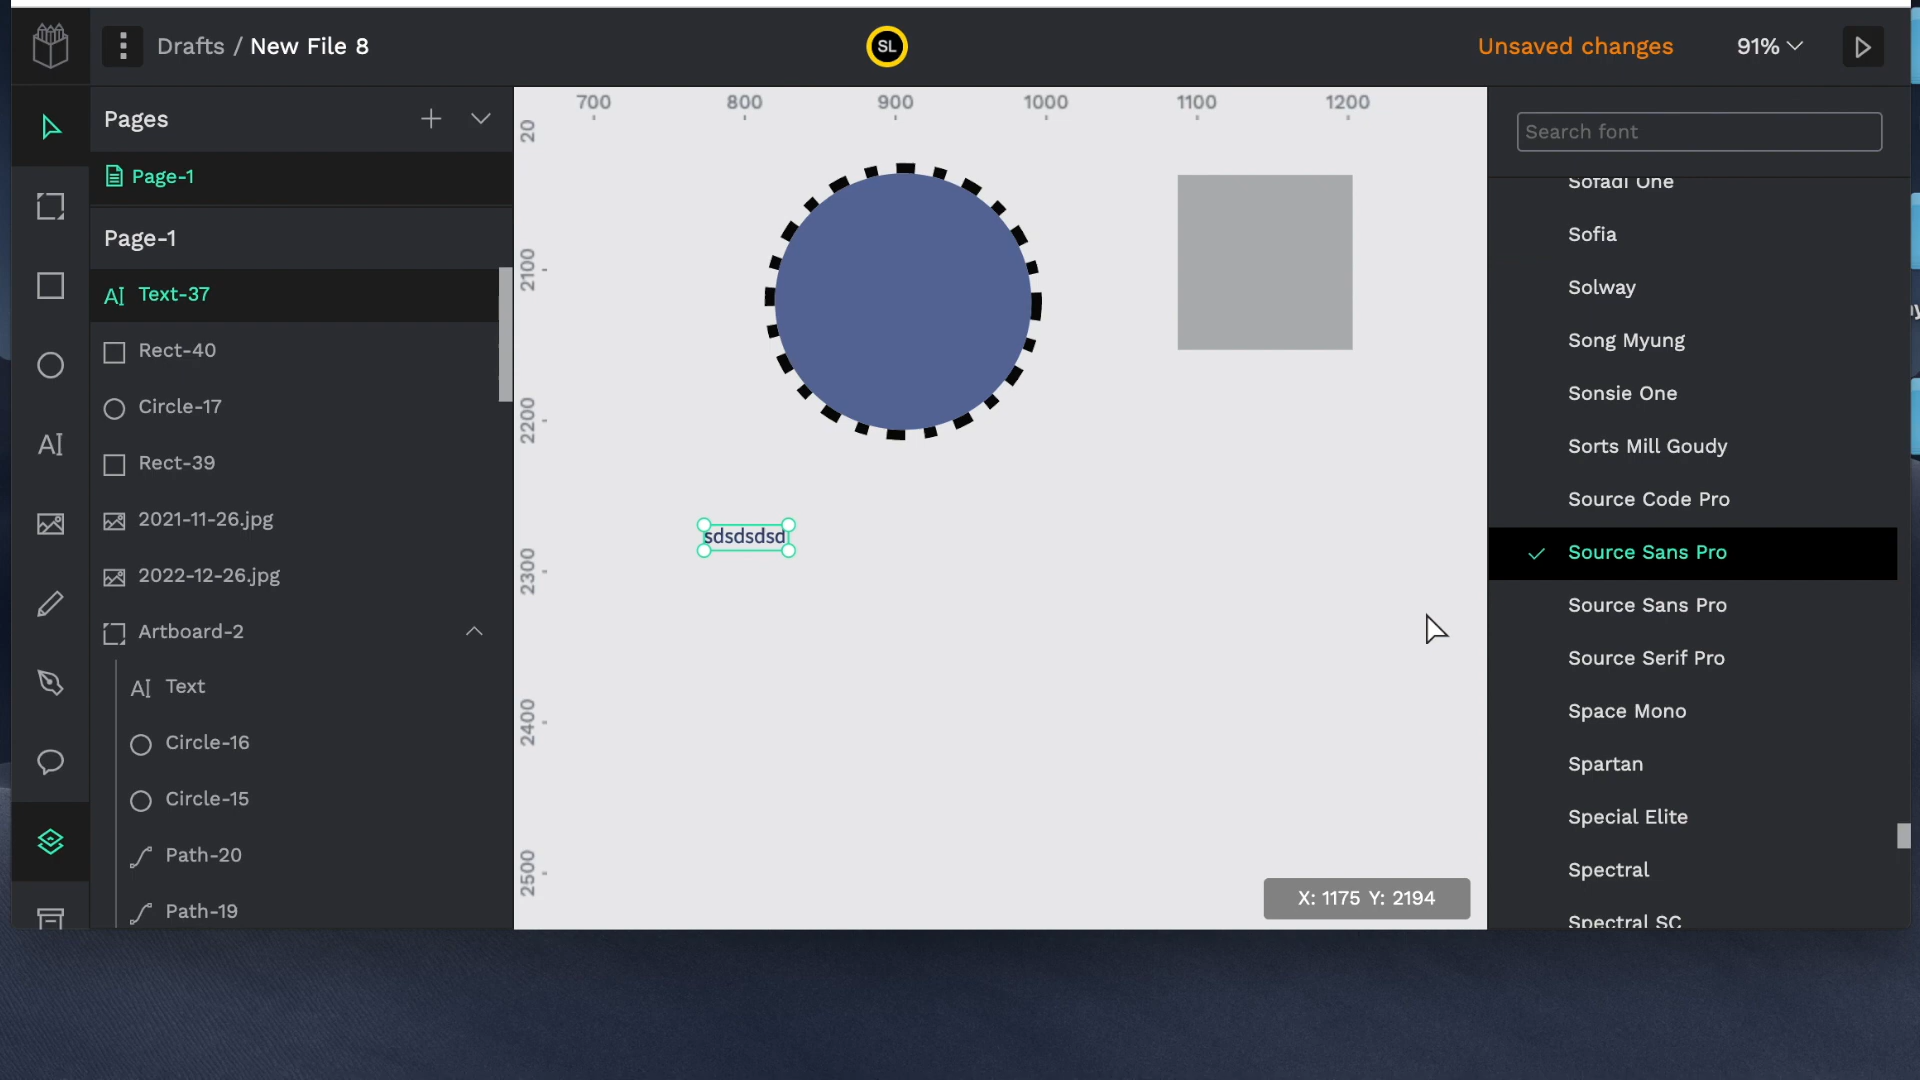 Drafts / New File 8
SL
Unsaved changes
91%
Pages
Page-1
Page-1
Text-37
Rect-40
Circle-17
Rect-39
2021-11-26.jpg
2022-12-26.jpg
Artboard-2
Text
Circle-16
Circle-15
Path-20
Path-19
AI
700 800 900 1000 1100 1200
20
2100
2200
2300
2400
2500
sdsdsdsd
X: 1175 Y: 2194
Search font
Sofadi One
Sofia
Solway
Song Myung
Sonsie One
Sorts Mill Goudy
Source Code Pro
Source Sans Pro
Source Sans Pro
Source Serif Pro
Space Mono
Spartan
Special Elite
Spectral
Spectral SC